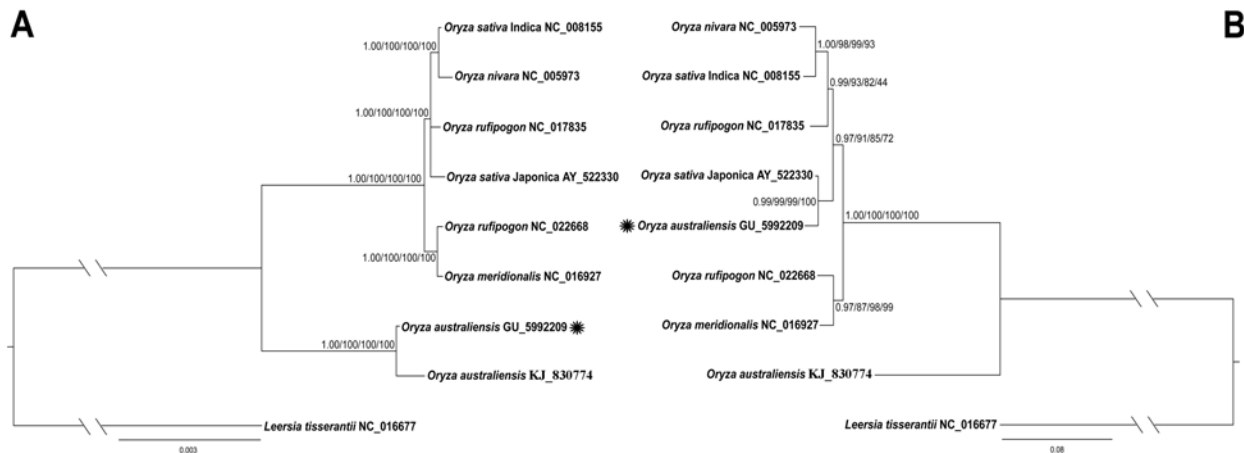 A
B
Oryza sativa Indica NC_008155
1.00/100/100/100
Oryza nivara NC_005973
1.00/100/100/100
Oryza rufipogon NC_017835
1.00/100/100/100
Oryza sativa Japonica AY_522330
Oryza rufipogon NC_022668
1.00/100/100/100
Oryza meridionalis NC_016927
Oryza australiensis GU_5992209
1.00/100/100/100
Oryza australiensis KJ_830774
Leersia tisserantii NC_016677
0.003
Oryza nivara NC_005973
1.00/98/99/93
Oryza sativa Indica NC_008155
0.99/93/82/44
Oryza rufipogon NC_017835
0.97/91/85/72
Oryza sativa Japonica AY_522330
0.99/99/99/100
Oryza australiensis GU_5992209
1.00/100/100/100
Oryza rufipogon NC_022668
0.97/87/98/99
Oryza meridionalis NC_016927
Oryza australiensis KJ_830774
Leersia tisserantii NC_016677
0.08